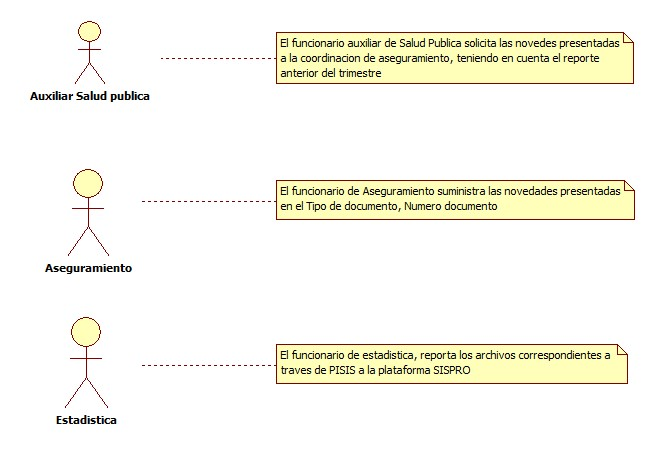 El funcionario auxiliar de Salud Publica solicita las novedes presentadas
a la coordinacion de aseguramiento, teniendo en cuenta el reporte
anterior del trimestre
Auxiliar Salud publica
El funcionario de Aseguramiento suministra las novedades presentadas
en el Tipo de documento, Numero documento
Aseguramiento
El funcionario de estadistica, reporta los archivos correspondientes a
traves de PISIS a la plataforma SISPRO
Estadistica